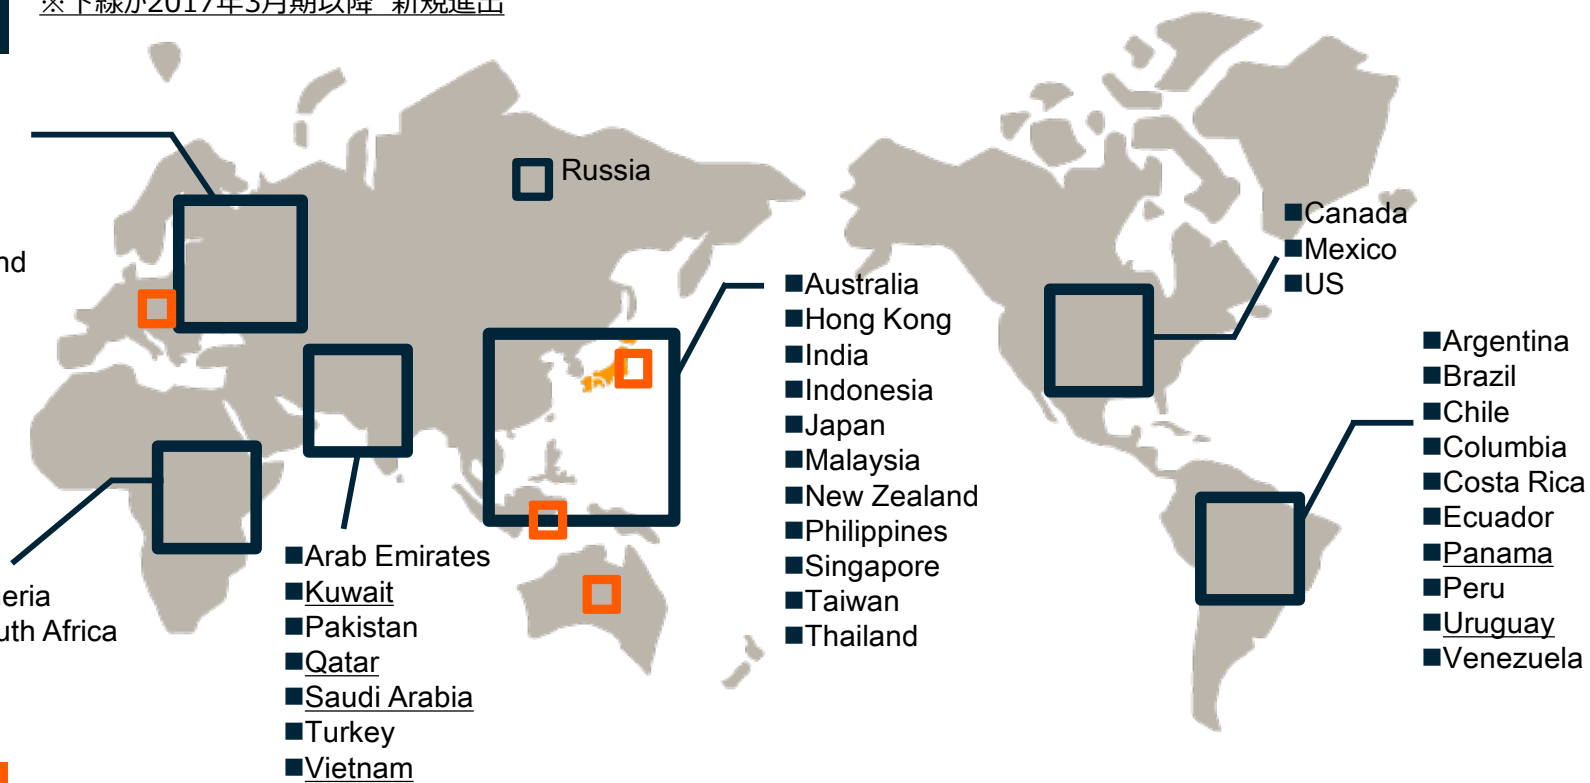 ※下線が2017年3月期以降 新規進出
Russia
■Canada
■Mexico
■US
■Australia
■Hong Kong
■India
■Indonesia
■Japan
■Malaysia
■New Zealand
■Philippines
■Singapore
■Taiwan
■Thailand
■Argentina
■Brazil
■Chile
■Columbia
■Costa Rica
■Ecuador
■Panama
■Peru
■Uruguay
■Venezuela
■Arab Emirates
■Kuwait
■Pakistan
■Qatar
■Saudi Arabia
■Turkey
■Vietnam
nd
eria
uth Africa